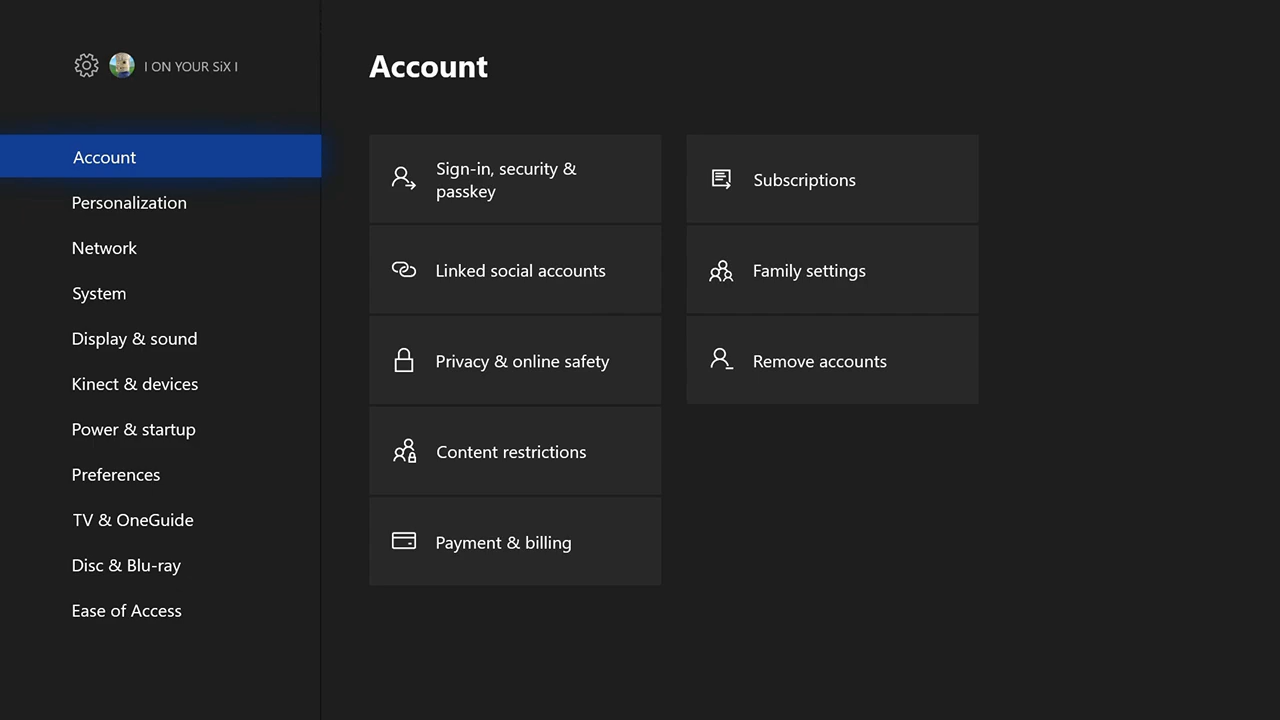 I ON YOUR SiX I
Account
Personalization
Network
System
Display & sound
Kinect & devices
Power & startup
Preferences
TV & OneGuide
Disc & Blu-ray
Ease of Access
Account
Sign-in, security &
passkey
Linked social accounts
Privacy & online safety
Content restrictions
Payment & billing
Subscriptions
Family settings
Remove accounts